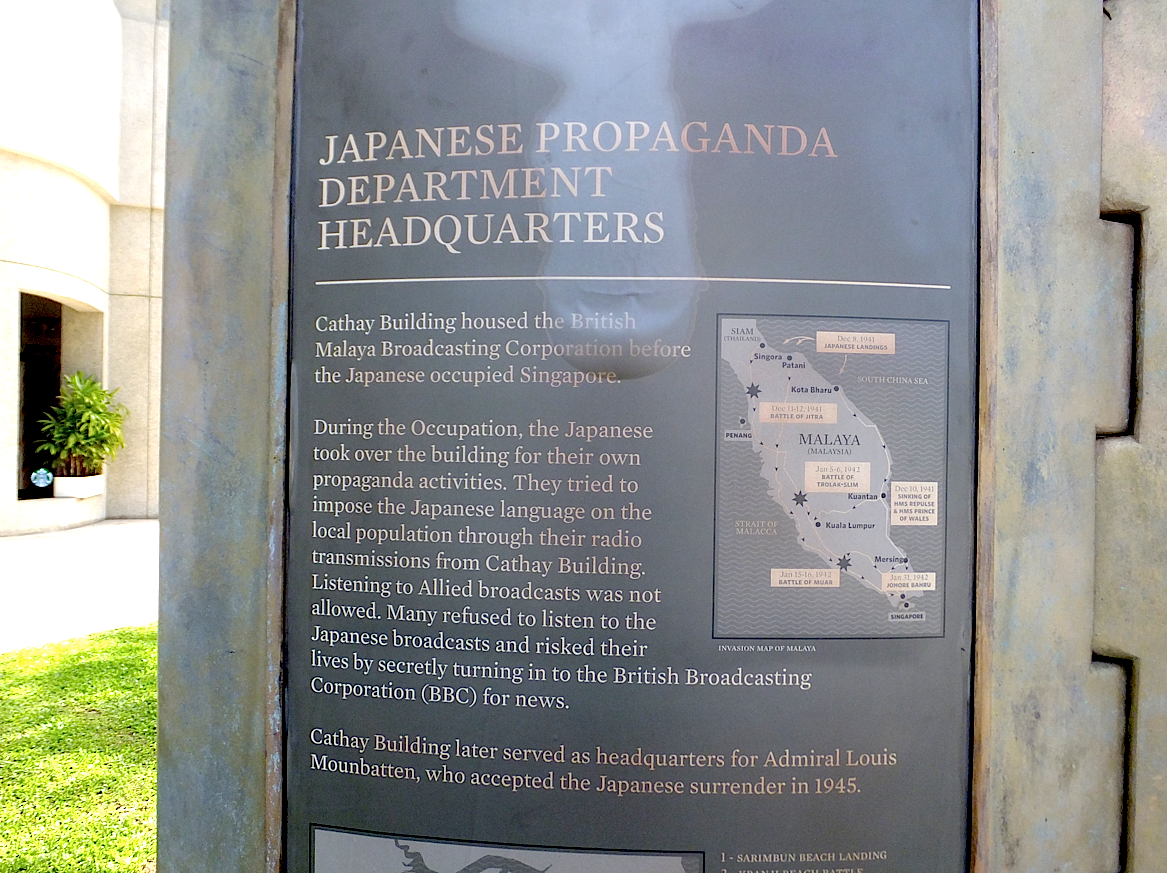 JAPANESE PROPAGANDA
DEPARTMENT
HEADQUARTERS
Cathay Building housed the British
Malaya Broadcasting Corporation before
the Japanese occupied Singapore.
During the Occupation, the Japanese
took over the building for their own
propaganda activities. They tried to
impose the Japanese language on the
local population through their radio
transmissions from Cathay Building.
Listening to Allied broadcasts was not
allowed. Many refused to listen to the
Japanese broadcasts and risked their
lives by secretly turning in to the British Broadcasting
Corporation (BBC) for news.
Cathay Building later served as headquarters for Admiral Louis
Mounbatten, who accepted the Japanese surrender in 1945.
SIAM
(THAILAND)
Dec 8, 1941
JAPANESE LANDINGS
Singora
Patani
SOUTH CHINA SEA
Kota Bharu
Dec 11-12, 1941
BATTLE OF JITRA
PENANG
MALAYA
(MALAYSIA)
Jan 5-6, 1942
BATTLE OF
TROLAK-SLIM
Kuantan
Dec 10, 1941
SINKING OF
HMS REPULSE
& HMS PRINCE
OF WALES
STRAIT OF
MALACCA
Kuala Lumpur
Mersing
Jan 15-16, 1942
BATTLE OF MUAR
Jan 31, 1942
JOHORE BAHRU
SINGAPORE
INVASION MAP OF MALAYA
1 - SARIMBUN BEACH LANDING
2 - KRANJI BEACH BATTLE